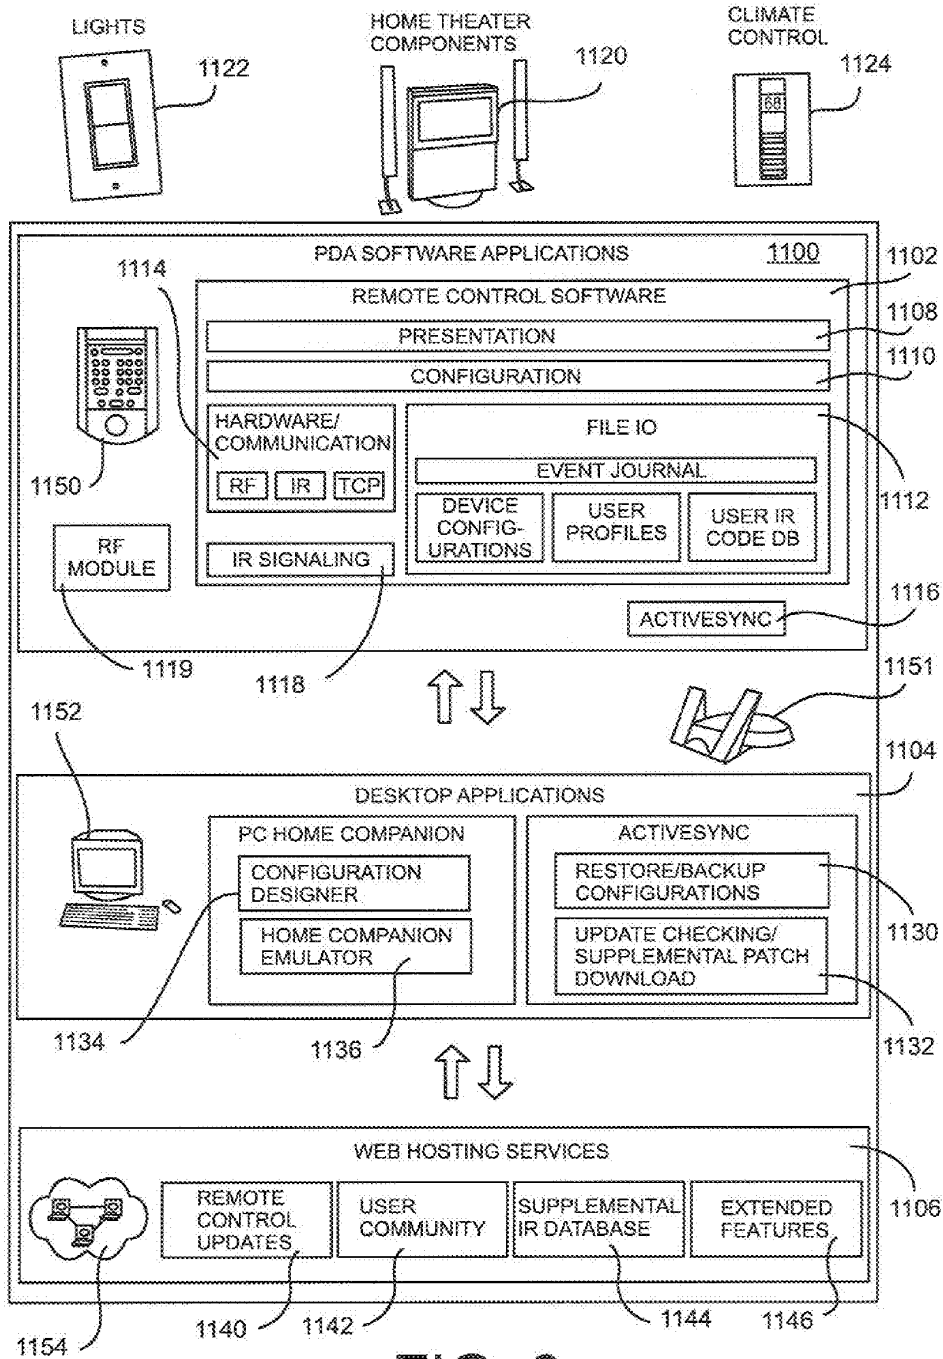 LIGHTS
HOME THEATER
COMPONENTS
CLIMATE
CONTROL
1122
1120
1124
68
PDA SOFTWARE APPLICATIONS
1100
1102
1114
REMOTE CONTROL SOFTWARE
PRESENTATION
1108
CONFIGURATION
1110
HARDWARE/
COMMUNICATION
RF
IR
TCP
FILE IO
EVENT JOURNAL
DEVICE
CONFIG-
URATIONS
USER
PROFILES
USER IR
CODE DB
1112
1150
RF
MODULE
IR SIGNALING
ACTIVESYNC
1116
1119
1118
1151
1152
1104
DESKTOP APPLICATIONS
PC HOME COMPANION
CONFIGURATION
DESIGNER
HOME COMPANION
EMULATOR
ACTIVESYNC
RESTORE/BACKUP
CONFIGURATIONS
UPDATE CHECKING/
SUPPLEMENTAL PATCH
DOWNLOAD
1130
1134
1136
1132
WEB HOSTING SERVICES
1106
REMOTE
CONTROL
UPDATES
USER
COMMUNITY
SUPPLEMENTAL
IR DATABASE
EXTENDED
FEATURES
1154
1140
1142
1144
1146